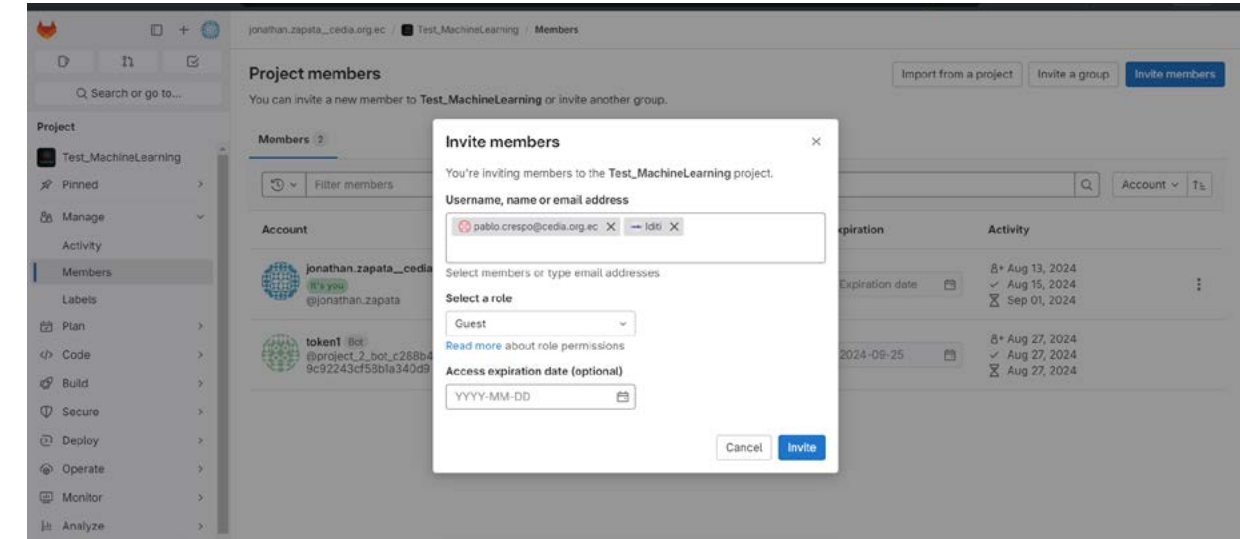 jonathan.zapata__cedia.org.ec / Test_MachineLearning / Members
Search or go to...
Project
Test_MachineLearning
Pinned
Manage
Activity
Members
Labels
Plan
Code
Build
Secure
Deploy
Operate
Monitor
Analyze
Project members
Import from a project
Invite a group
Invite members
You can invite a new member to Test_MachineLearning or invite another group.
Members 2
Filter members
Account
Account
Expiration date
Activity
jonathan.zapata__cedia
It's you
@jonathan.zapata
Aug 13, 2024
Aug 15, 2024
Sep 01, 2024
token1 Bot
@project_2_bot_c288b4
9c92243cf58b1a340d9
2024-09-25
Aug 27, 2024
Aug 27, 2024
Aug 27, 2024
Invite members
You're inviting members to the Test_MachineLearning project.
Username, name or email address
pablo.crespo@cedia.org.ec
Select members or type email addresses
Select a role
Guest
Read more about role permissions
Access expiration date (optional)
YYYY-MM-DD
Cancel
Invite